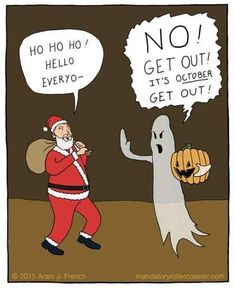 HO HO HO!
HELLO
EVERYO-
NO!
GET OUT!
IT'S OCTOBER
GET OUT!
© 2015 Aram J. French
mandatoryrollercoaster.com